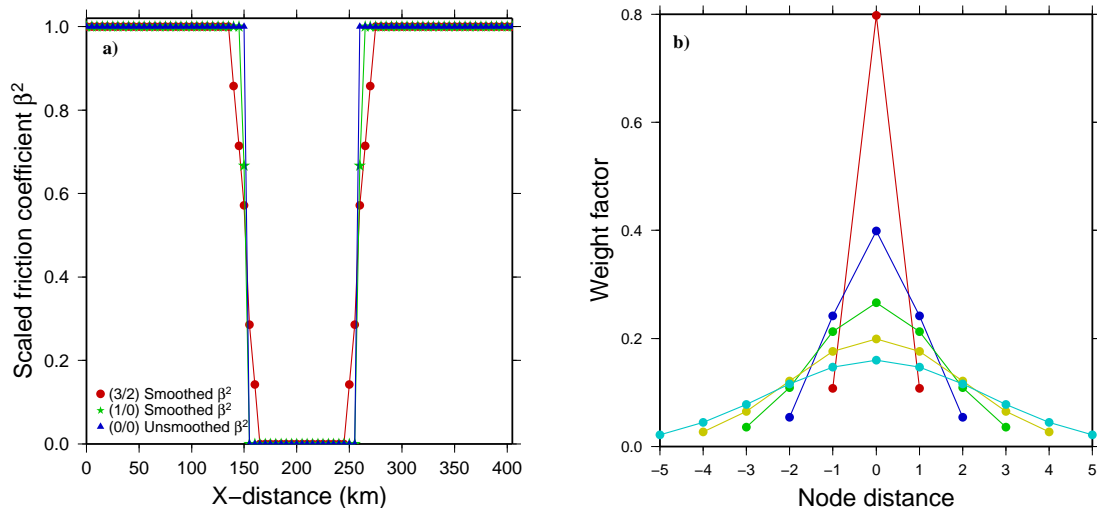 a)
1.0
0.8
0.6
0.4
0.2
0.0
Scaled friction coefficient β²
(3/2) Smoothed β²
(1/0) Smoothed β²
(0/0) Unsmoothed β²
0 50 100 150 200 250 300 350 400
X−distance (km)
b)
0.8
0.6
0.4
0.2
0.0
Weight factor
−5 −4 −3 −2 −1 0 1 2 3 4 5
Node distance